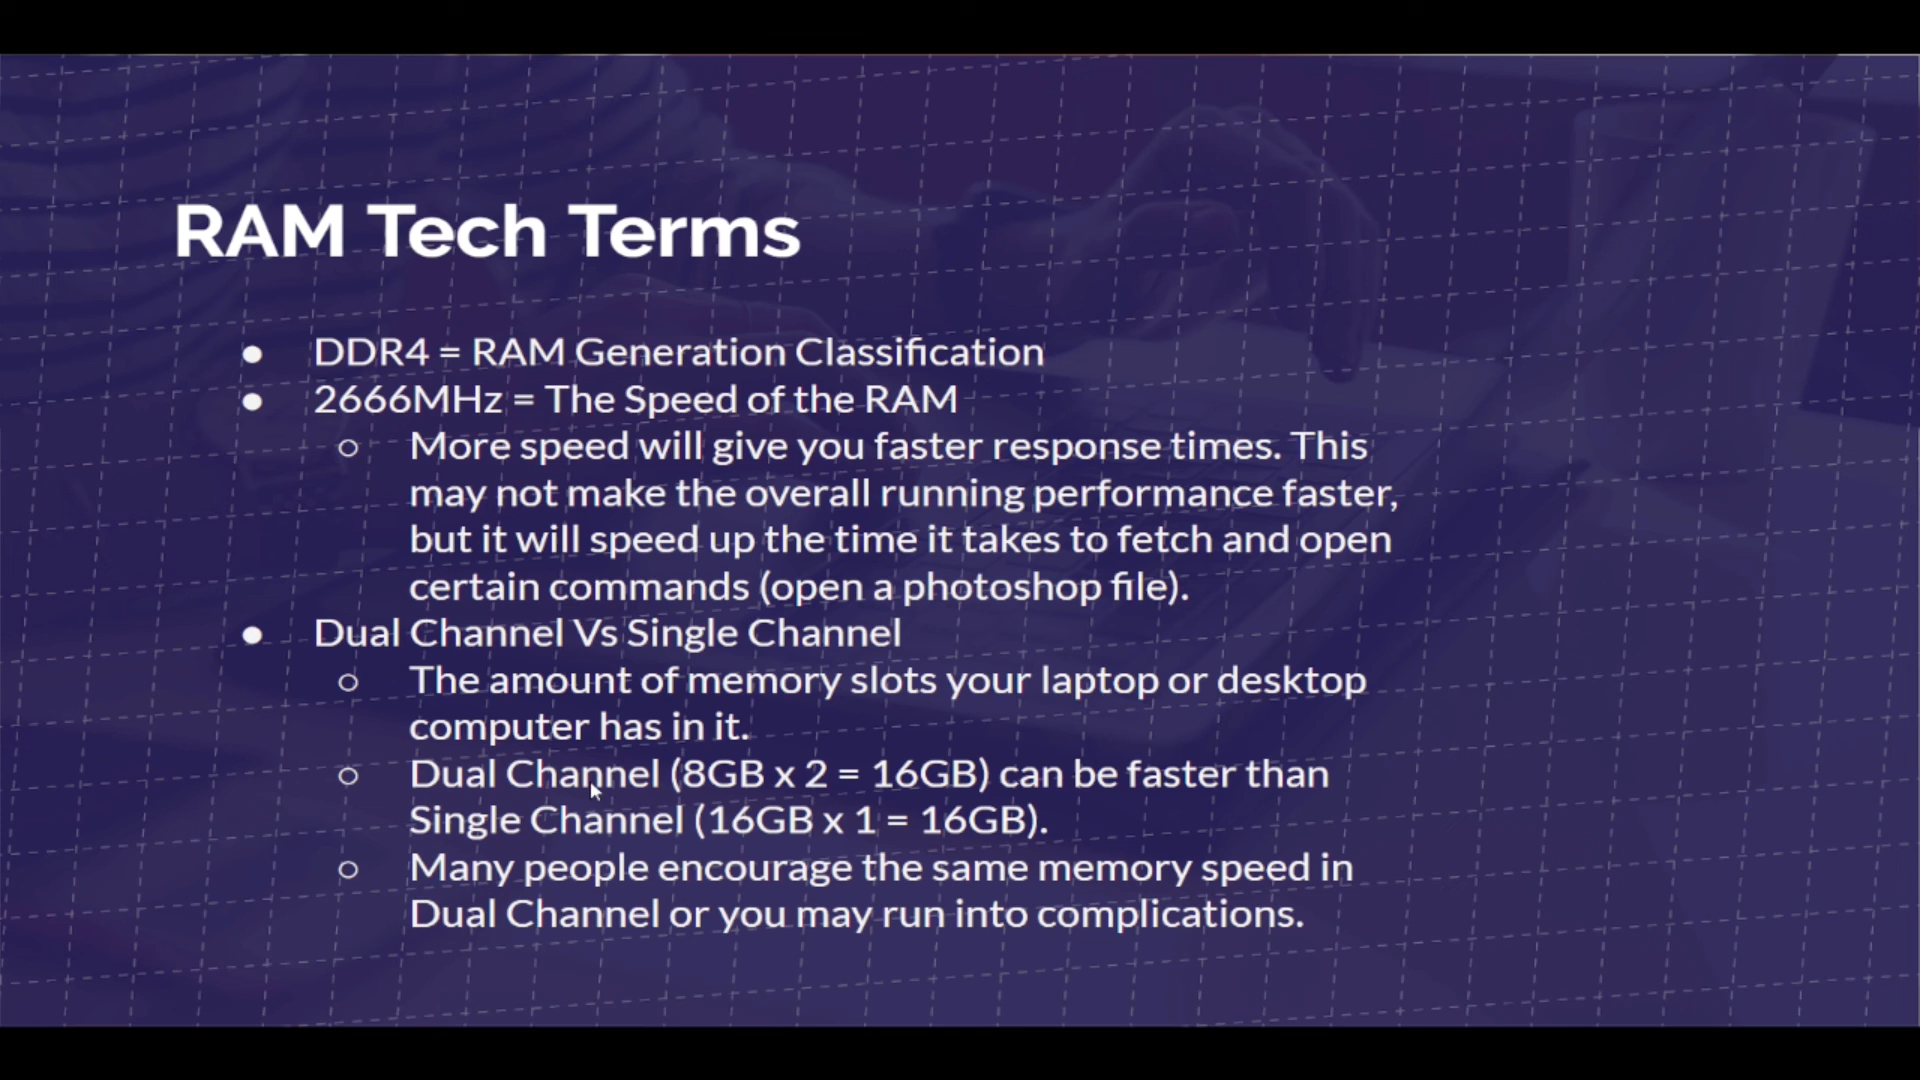 RAM Tech Terms
● DDR4 = RAM Generation Classification
● 2666MHz = The Speed of the RAM
○ More speed will give you faster response times. This
may not make the overall running performance faster,
but it will speed up the time it takes to fetch and open
certain commands (open a photoshop file).
● Dual Channel Vs Single Channel
○ The amount of memory slots your laptop or desktop
computer has in it.
○ Dual Channel (8GB x 2 = 16GB) can be faster than
Single Channel (16GB x 1 = 16GB).
○ Many people encourage the same memory speed in
Dual Channel or you may run into complications.